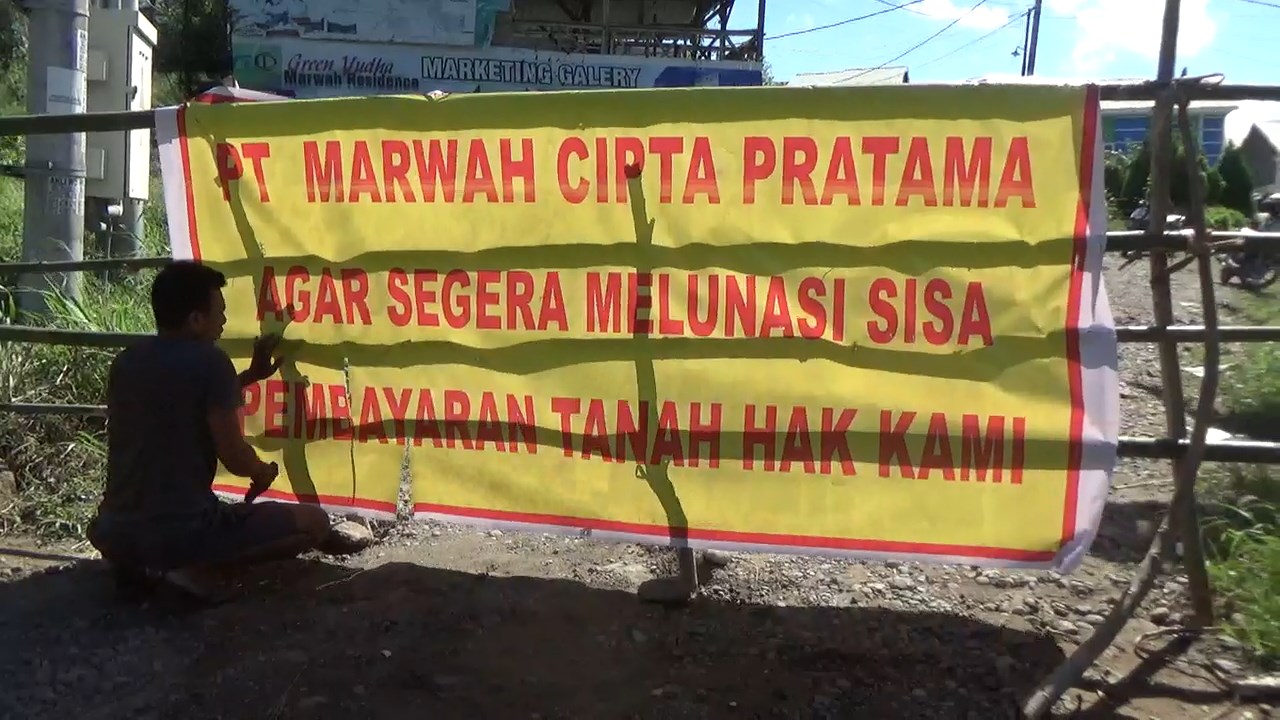 Green Yudha
Marwah Residence
MARKETING GALERY
PT MARWAH CIPTA PRATAMA
AGAR SEGERA MELUNASI SISA
PEMBAYARAN TANAH HAK KAMI